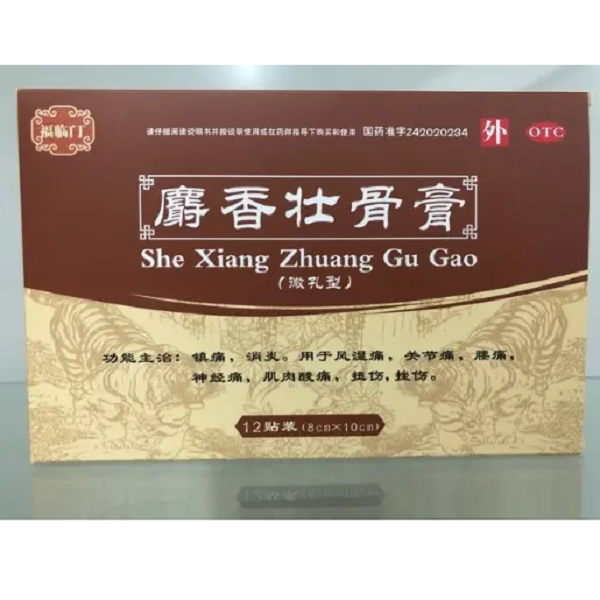 福临门
请仔细阅读说明书并按说明使用或在药师指导下购买和使用 国药准字Z42020234 外 OTC
麝香壮骨膏
She Xiang Zhuang Gu Gao
(微孔型)
功能主治：镇痛，消炎。用于风湿痛，关节痛，腰痛，
神经痛，肌肉酸痛，扭伤，挫伤。
12贴装(8cm×10cm)